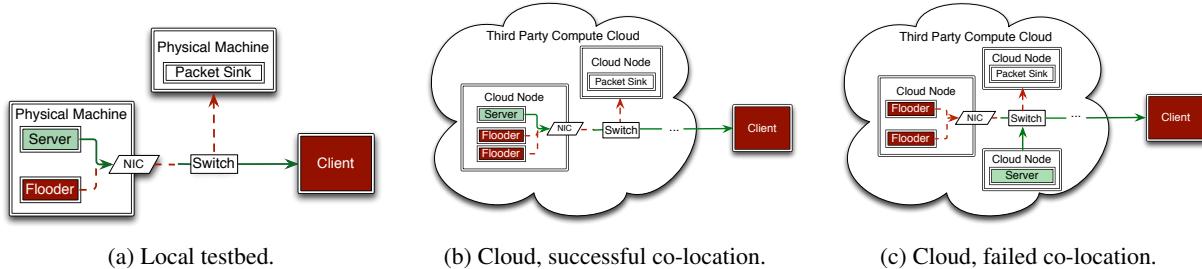 Physical Machine
Packet Sink
Physical Machine
Server
NIC
Switch
Client
Flooder
(a) Local testbed.
Third Party Compute Cloud
Cloud Node
Packet Sink
Cloud Node
Server
Flooder
NIC
Switch
...
Client
Flooder
(b) Cloud, successful co-location.
Third Party Compute Cloud
Cloud Node
Packet Sink
Cloud Node
Flooder
NIC
Switch
...
Client
Flooder
Cloud Node
Server
(c) Cloud, failed co-location.